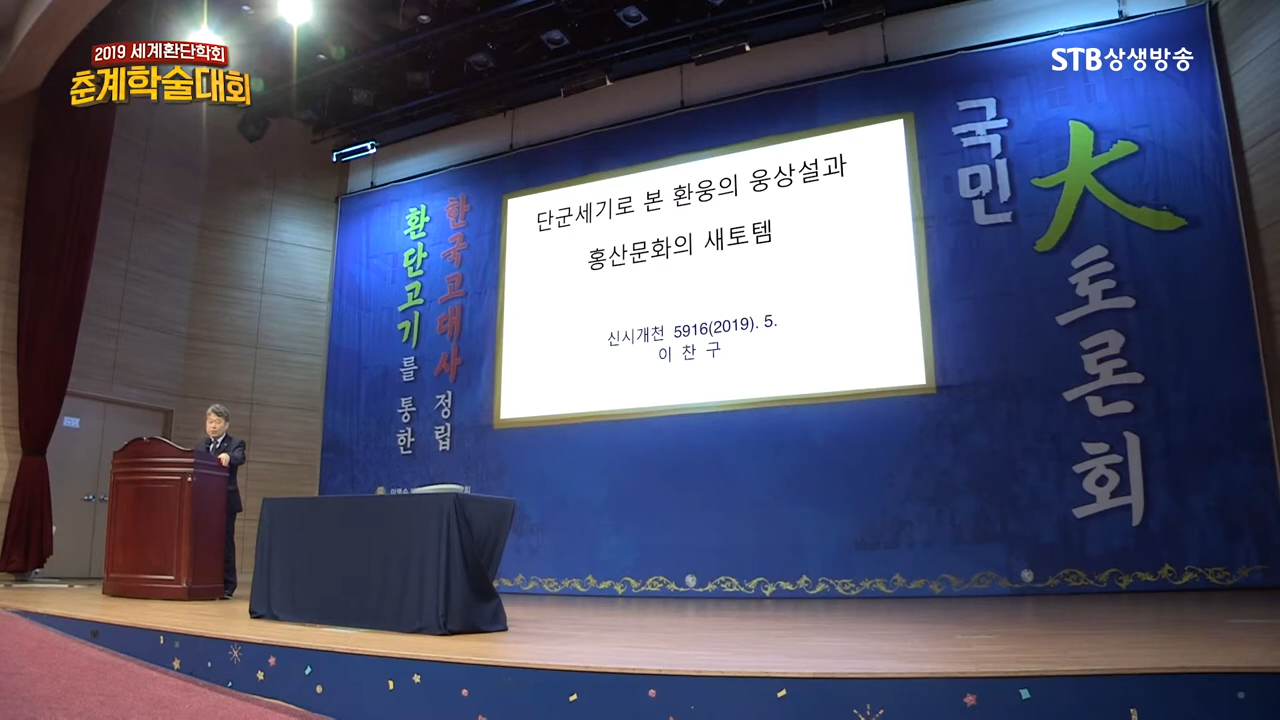 2019 세계환단학회
춘계학술대회
STB상생방송
환단고기를 통한
한국고대사 정립
국민
大
토론회
단군세기로 본 환웅의 웅상설과
홍산문화의 새토템
신시개천 5916(2019). 5.
이 찬 구